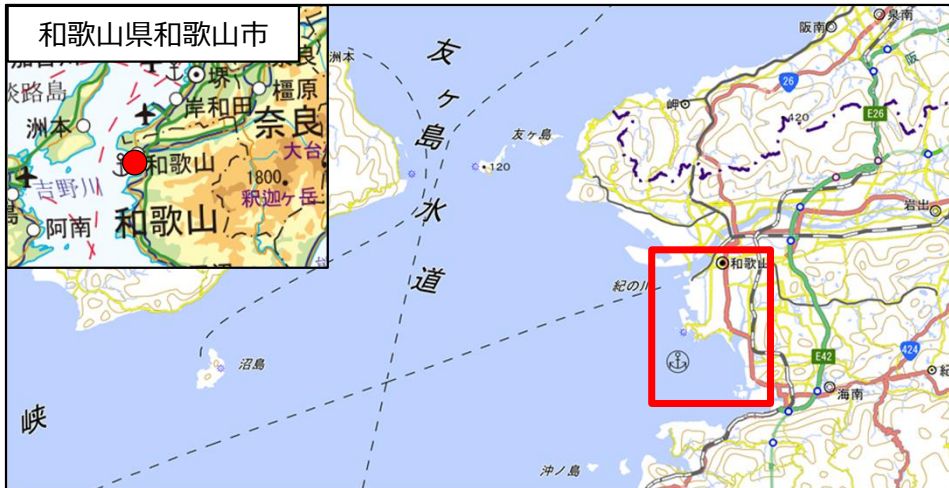 和歌山県和歌山市
淡路島
洲本
堺
岸和田
橿原
奈良
大台
和歌山
1800
釈迦ヶ岳
吉野川
阿南
和歌山
洲本
友ヶ島水道
友ヶ島
120
阪南
泉南
阪
26
岬
420
E26
岩出
和歌山
紀の川
沼島
E42
424
紀
海南
峡
沖ノ島